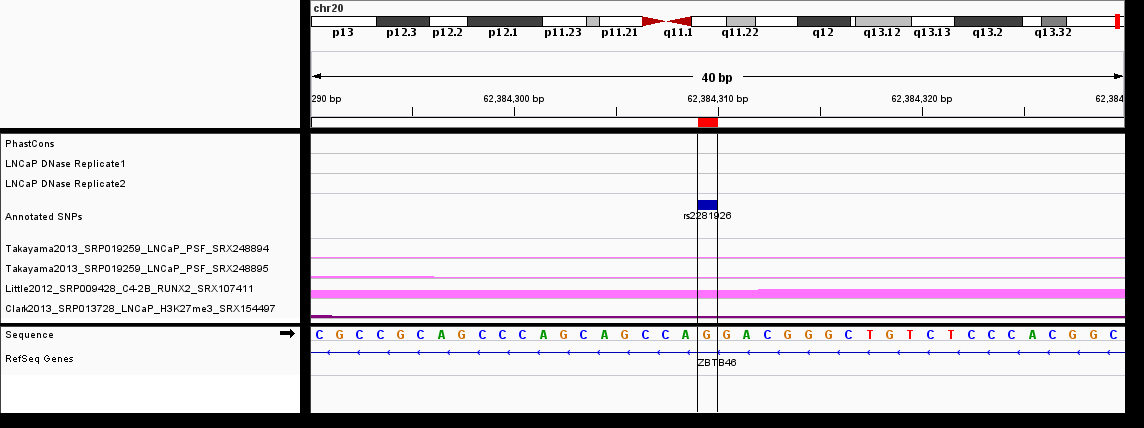 chr20
p13 p12.3 p12.2 p12.1 p11.23 p11.21 q11.1 q11.22 q12 q13.12 q13.13 q13.2 q13.32
40 bp
290 bp 62,384,300 bp 62,384,310 bp 62,384,320 bp 62,384
PhastCons
LNCaP DNase Replicate1
LNCaP DNase Replicate2
Annotated SNPs
rs2281926
Takayama2013_SRP019259_LNCaP_PSF_SRX248894
Takayama2013_SRP019259_LNCaP_PSF_SRX248895
Little2012_SRP009428_C4-2B_RUNX2_SRX107411
Clark2013_SRP013728_LNCaP_H3K27me3_SRX154497
Sequence C G C C G C A G C C C A G C A G C C A G G A C G G G C T G T C T C C C A C G G C
RefSeq Genes
ZBTB46